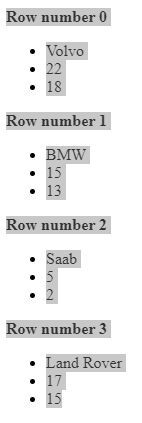 Row number 0
Volvo
22
18
Row number 1
BMW
15
13
Row number 2
Saab
5
2
Row number 3
Land Rover
17
15